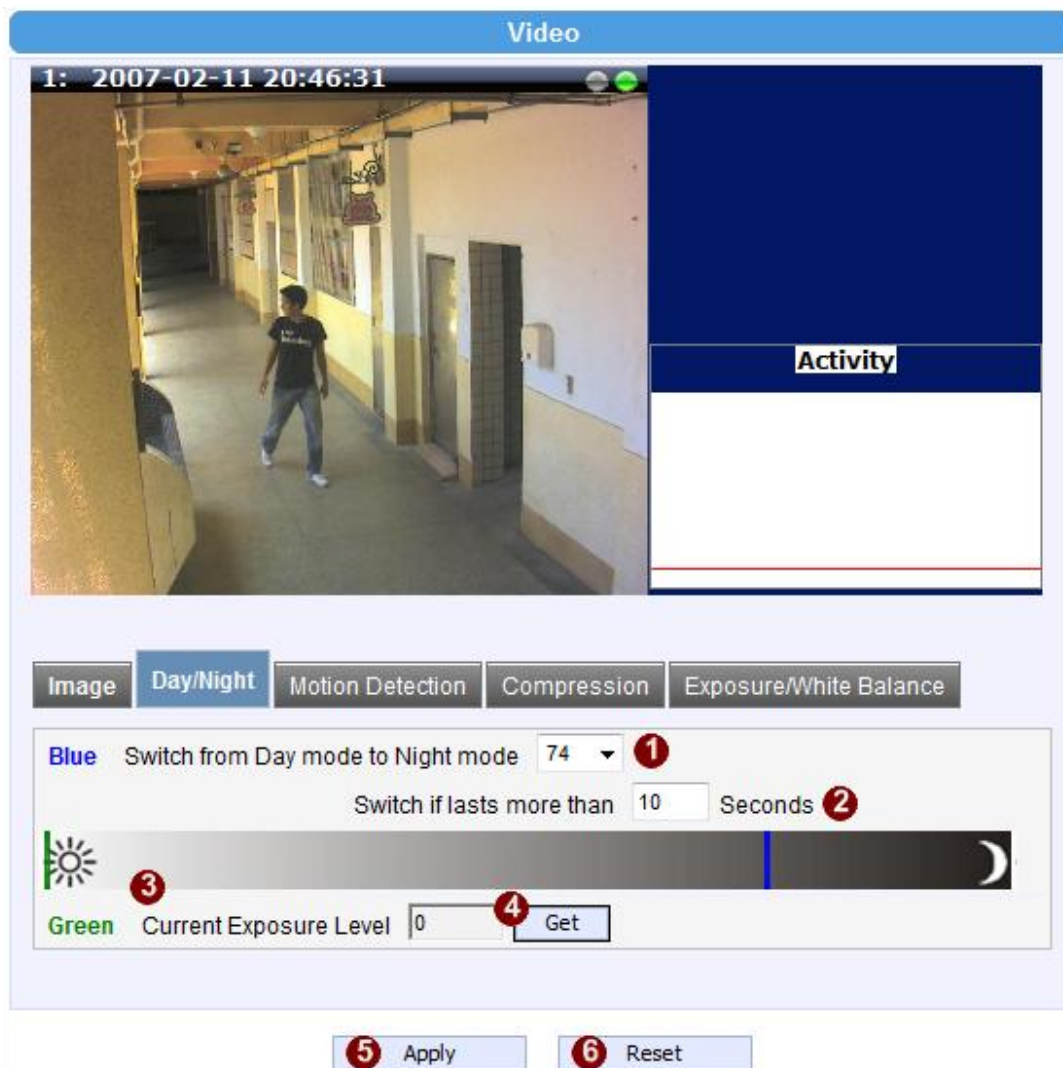 Video
1: 2007-02-11 20:46:31
Activity
Image Day/Night Motion Detection Compression Exposure/White Balance
Blue Switch from Day mode to Night mode 74 1
Switch if lasts more than 10 Seconds 2
3
Green Current Exposure Level 0 4 Get
5 Apply 6 Reset